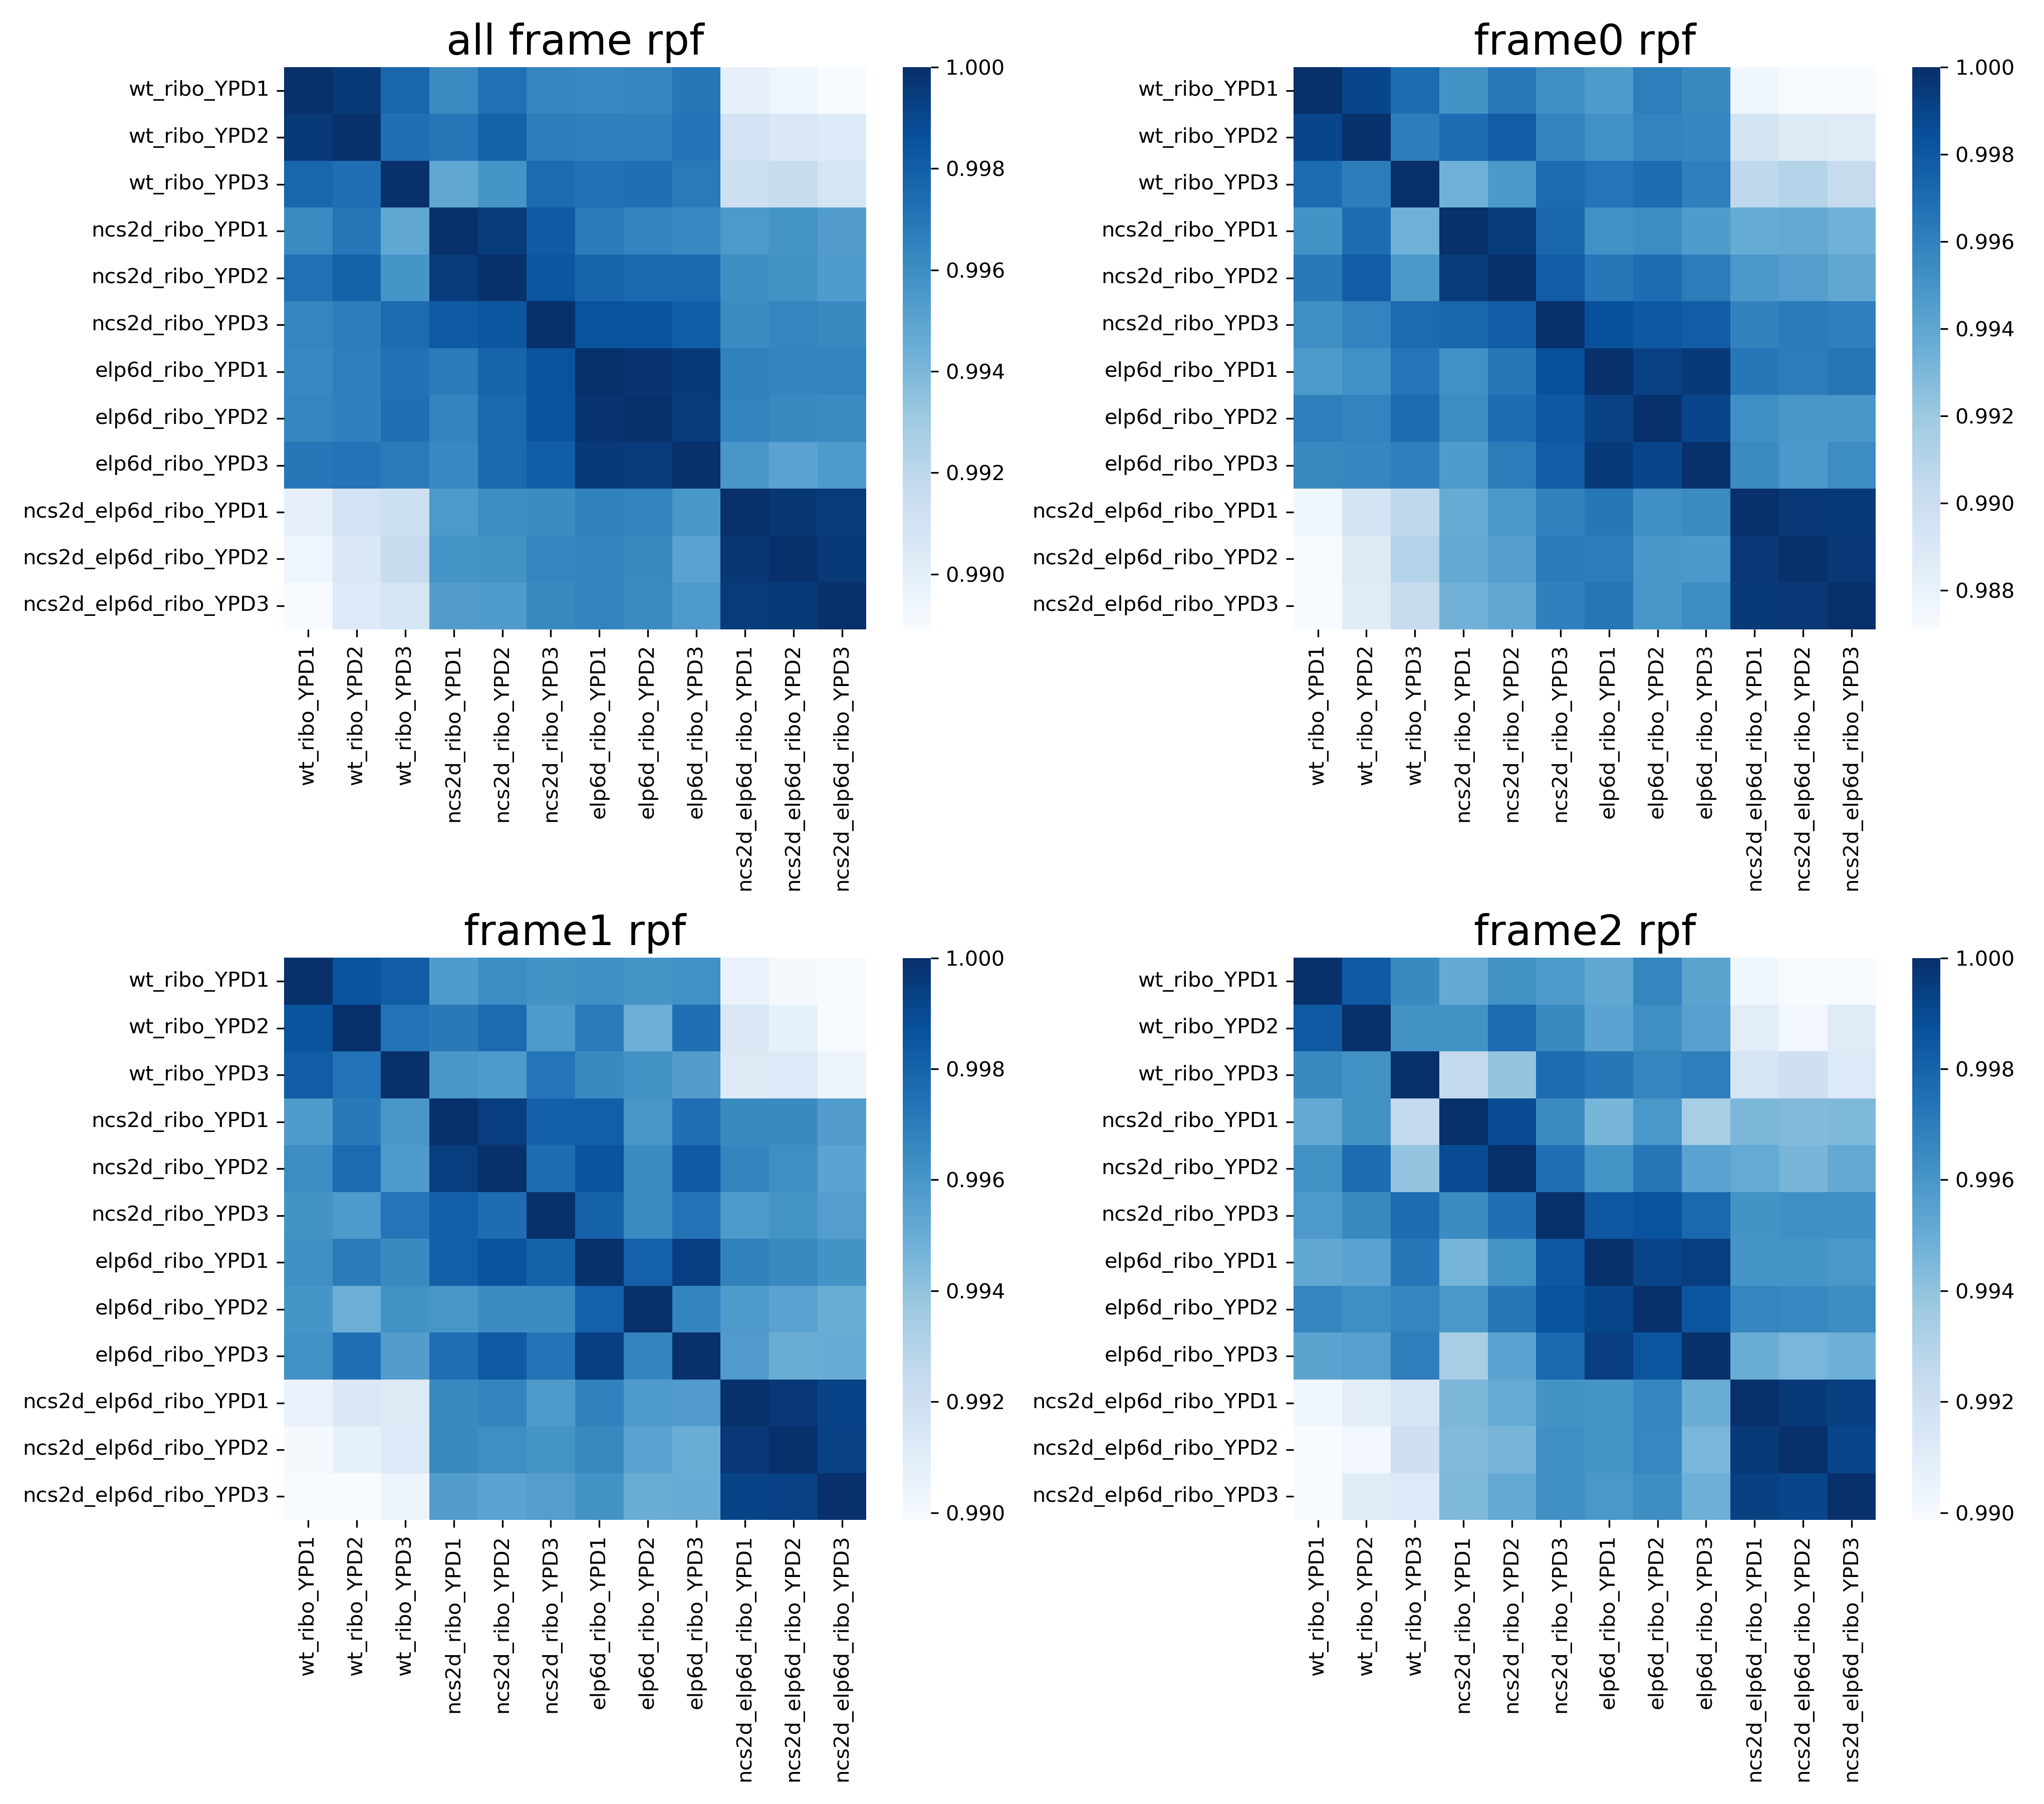 all frame rpf
wt_ribo_YPD1
wt_ribo_YPD2
wt_ribo_YPD3
ncs2d_ribo_YPD1
ncs2d_ribo_YPD2
ncs2d_ribo_YPD3
elp6d_ribo_YPD1
elp6d_ribo_YPD2
elp6d_ribo_YPD3
ncs2d_elp6d_ribo_YPD1
ncs2d_elp6d_ribo_YPD2
ncs2d_elp6d_ribo_YPD3
wt_ribo_YPD1
wt_ribo_YPD2
wt_ribo_YPD3
ncs2d_ribo_YPD1
ncs2d_ribo_YPD2
ncs2d_ribo_YPD3
elp6d_ribo_YPD1
elp6d_ribo_YPD2
elp6d_ribo_YPD3
ncs2d_elp6d_ribo_YPD1
ncs2d_elp6d_ribo_YPD2
ncs2d_elp6d_ribo_YPD3
1.000
0.998
0.996
0.994
0.992
0.990
frame0 rpf
wt_ribo_YPD1
wt_ribo_YPD2
wt_ribo_YPD3
ncs2d_ribo_YPD1
ncs2d_ribo_YPD2
ncs2d_ribo_YPD3
elp6d_ribo_YPD1
elp6d_ribo_YPD2
elp6d_ribo_YPD3
ncs2d_elp6d_ribo_YPD1
ncs2d_elp6d_ribo_YPD2
ncs2d_elp6d_ribo_YPD3
wt_ribo_YPD1
wt_ribo_YPD2
wt_ribo_YPD3
ncs2d_ribo_YPD1
ncs2d_ribo_YPD2
ncs2d_ribo_YPD3
elp6d_ribo_YPD1
elp6d_ribo_YPD2
elp6d_ribo_YPD3
ncs2d_elp6d_ribo_YPD1
ncs2d_elp6d_ribo_YPD2
ncs2d_elp6d_ribo_YPD3
1.000
0.998
0.996
0.994
0.992
0.990
0.988
frame1 rpf
wt_ribo_YPD1
wt_ribo_YPD2
wt_ribo_YPD3
ncs2d_ribo_YPD1
ncs2d_ribo_YPD2
ncs2d_ribo_YPD3
elp6d_ribo_YPD1
elp6d_ribo_YPD2
elp6d_ribo_YPD3
ncs2d_elp6d_ribo_YPD1
ncs2d_elp6d_ribo_YPD2
ncs2d_elp6d_ribo_YPD3
wt_ribo_YPD1
wt_ribo_YPD2
wt_ribo_YPD3
ncs2d_ribo_YPD1
ncs2d_ribo_YPD2
ncs2d_ribo_YPD3
elp6d_ribo_YPD1
elp6d_ribo_YPD2
elp6d_ribo_YPD3
ncs2d_elp6d_ribo_YPD1
ncs2d_elp6d_ribo_YPD2
ncs2d_elp6d_ribo_YPD3
1.000
0.998
0.996
0.994
0.992
0.990
frame2 rpf
wt_ribo_YPD1
wt_ribo_YPD2
wt_ribo_YPD3
ncs2d_ribo_YPD1
ncs2d_ribo_YPD2
ncs2d_ribo_YPD3
elp6d_ribo_YPD1
elp6d_ribo_YPD2
elp6d_ribo_YPD3
ncs2d_elp6d_ribo_YPD1
ncs2d_elp6d_ribo_YPD2
ncs2d_elp6d_ribo_YPD3
wt_ribo_YPD1
wt_ribo_YPD2
wt_ribo_YPD3
ncs2d_ribo_YPD1
ncs2d_ribo_YPD2
ncs2d_ribo_YPD3
elp6d_ribo_YPD1
elp6d_ribo_YPD2
elp6d_ribo_YPD3
ncs2d_elp6d_ribo_YPD1
ncs2d_elp6d_ribo_YPD2
ncs2d_elp6d_ribo_YPD3
1.000
0.998
0.996
0.994
0.992
0.990